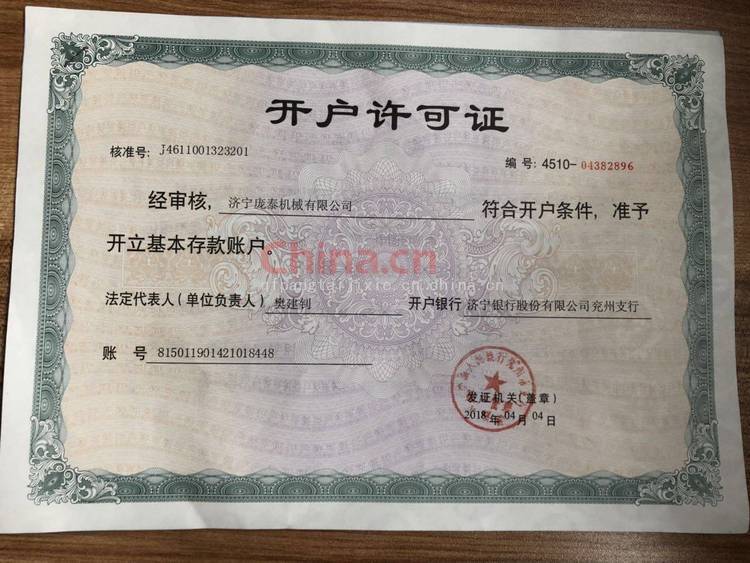 开户许可证
核准号: J4611001323201
编号: 4510-04382896
经审核, 济宁庞泰机械有限公司 符合开户条件, 准予
开立基本存款账户。
China.cn
法定代表人(单位负责人) 樊建钊 开户银行 济宁银行股份有限公司兖州支行
账号 815011901421018448
发证机关(盖章)
2018年04月04日